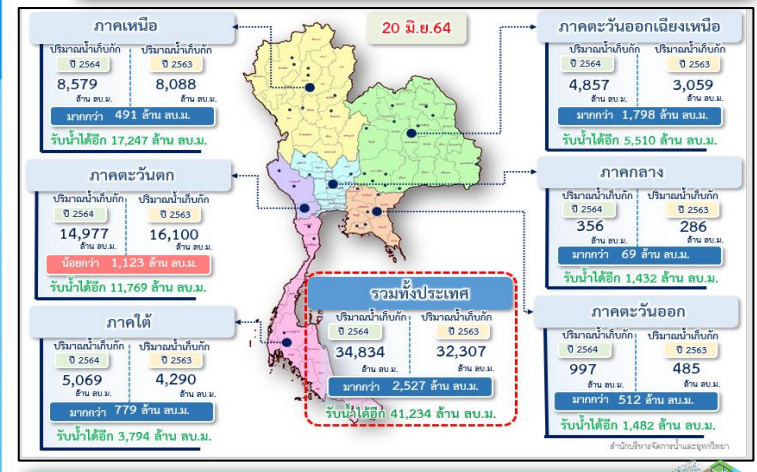 20 มิ.ย.64
ภาคเหนือ
ปริมาณน้ำเก็บกัก ปริมาณน้ำเก็บกัก
ปี 2564 ปี 2563
8,579 8,088
ล้าน ลบ.ม. ล้าน ลบ.ม.
มากกว่า 491 ล้าน ลบ.ม.
รับน้ำได้อีก 17,247 ล้าน ลบ.ม.
ภาคตะวันออกเฉียงเหนือ
ปริมาณน้ำเก็บกัก ปริมาณน้ำเก็บกัก
ปี 2564 ปี 2563
4,857 3,059
ล้าน ลบ.ม. ล้าน ลบ.ม.
มากกว่า 1,798 ล้าน ลบ.ม.
รับน้ำได้อีก 5,510 ล้าน ลบ.ม.
ภาคตะวันตก
ปริมาณน้ำเก็บกัก ปริมาณน้ำเก็บกัก
ปี 2564 ปี 2563
14,977 16,100
ล้าน ลบ.ม. ล้าน ลบ.ม.
น้อยกว่า 1,123 ล้าน ลบ.ม.
รับน้ำได้อีก 11,769 ล้าน ลบ.ม.
ภาคกลาง
ปริมาณน้ำเก็บกัก ปริมาณน้ำเก็บกัก
ปี 2564 ปี 2563
356 286
ล้าน ลบ.ม. ล้าน ลบ.ม.
มากกว่า 69 ล้าน ลบ.ม.
รับน้ำได้อีก 1,432 ล้าน ลบ.ม.
ภาคใต้
ปริมาณน้ำเก็บกัก ปริมาณน้ำเก็บกัก
ปี 2564 ปี 2563
5,069 4,290
ล้าน ลบ.ม. ล้าน ลบ.ม.
มากกว่า 779 ล้าน ลบ.ม.
รับน้ำได้อีก 3,794 ล้าน ลบ.ม.
รวมทั้งประเทศ
ปริมาณน้ำเก็บกัก ปริมาณน้ำเก็บกัก
ปี 2564 ปี 2563
34,834 32,307
ล้าน ลบ.ม. ล้าน ลบ.ม.
มากกว่า 2,527 ล้าน ลบ.ม.
รับน้ำได้อีก 41,234 ล้าน ลบ.ม.
ภาคตะวันออก
ปริมาณน้ำเก็บกัก ปริมาณน้ำเก็บกัก
ปี 2564 ปี 2563
997 485
ล้าน ลบ.ม. ล้าน ลบ.ม.
มากกว่า 512 ล้าน ลบ.ม.
รับน้ำได้อีก 1,482 ล้าน ลบ.ม.
สำนักบริหารจัดการน้ำและอุทกวิทยา